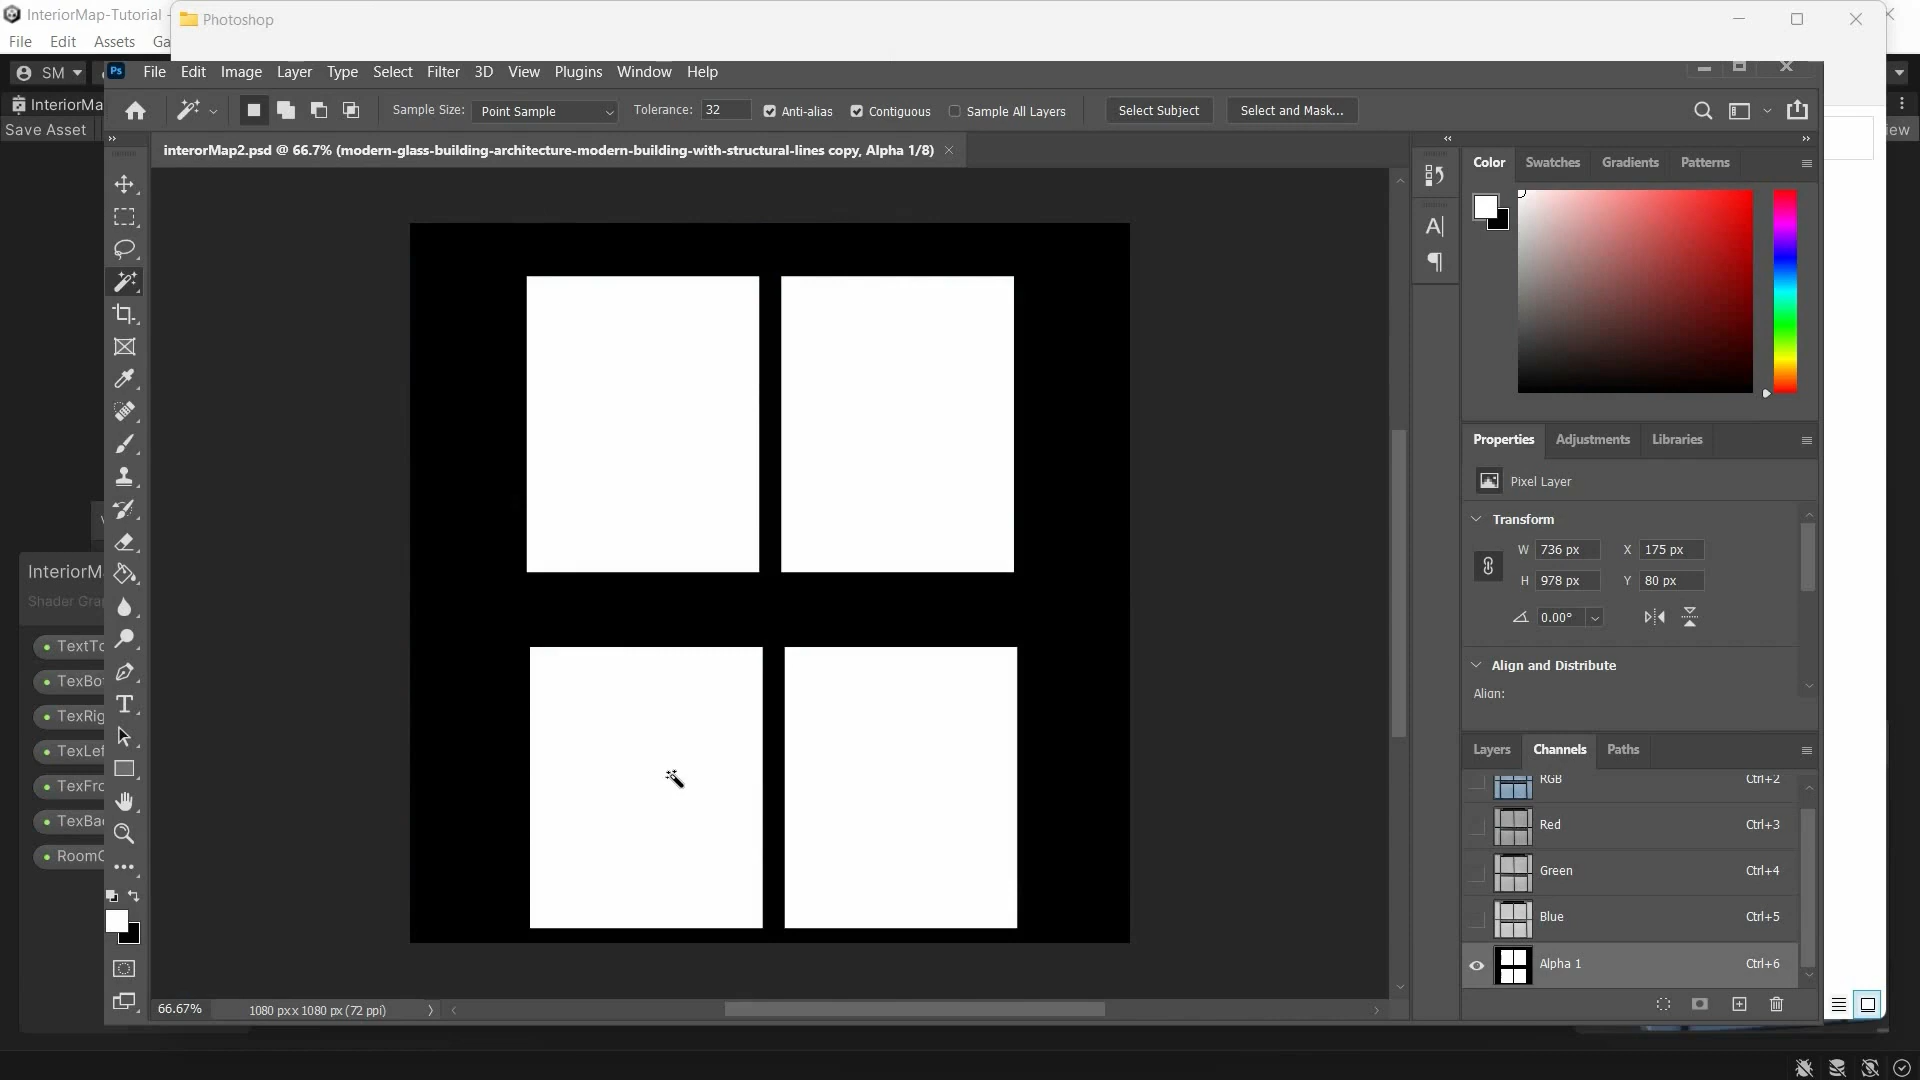 InteriorMap-Tutorial -
Photoshop
File Edit Assets Ga
SM
Ps File Edit Image Layer Type Select Filter 3D View Plugins Window Help
InteriorMa
Save Asset
Sample Size: Point Sample Tolerance: 32 Anti-alias Contiguous Sample All Layers Select Subject Select and Mask...
interorMap2.psd @ 66.7% (modern-glass-building-architecture-modern-building-with-structural-lines copy, Alpha 1/8)
Color Swatches Gradients Patterns
Properties Adjustments Libraries
Pixel Layer
Transform
W 736 px X 175 px
H 978 px Y 80 px
0.00°
Align and Distribute
Align:
Layers Channels Paths
RGB Ctrl+2
Red Ctrl+3
Green Ctrl+4
Blue Ctrl+5
Alpha 1 Ctrl+6
InteriorM
Shader Gra
TextTo
TexBo
TexRig
TexLef
TexFro
TexBa
RoomC
66.67% 1080 px x 1080 px (72 ppi)